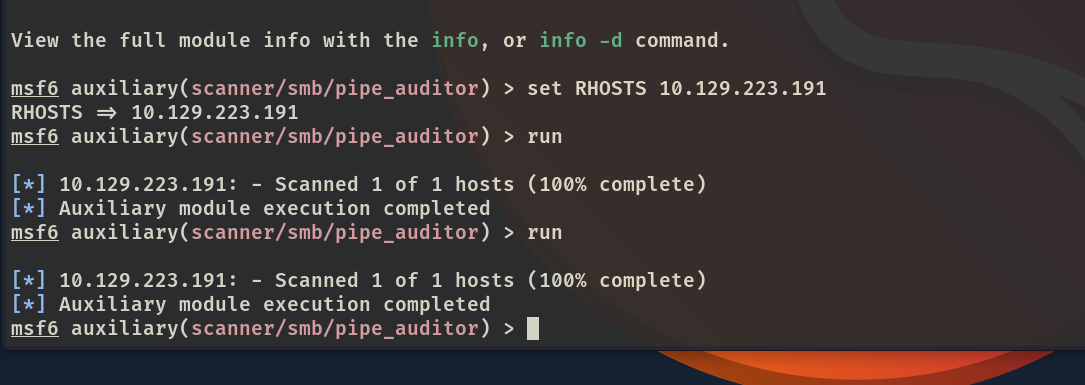 View the full module info with the info, or info -d command.
msf6 auxiliary(scanner/smb/pipe_auditor) > set RHOSTS 10.129.223.191
RHOSTS ⇒ 10.129.223.191
msf6 auxiliary(scanner/smb/pipe_auditor) > run
[*] 10.129.223.191: - Scanned 1 of 1 hosts (100% complete)
[*] Auxiliary module execution completed
msf6 auxiliary(scanner/smb/pipe_auditor) > run
[*] 10.129.223.191: - Scanned 1 of 1 hosts (100% complete)
[*] Auxiliary module execution completed
msf6 auxiliary(scanner/smb/pipe_auditor) >